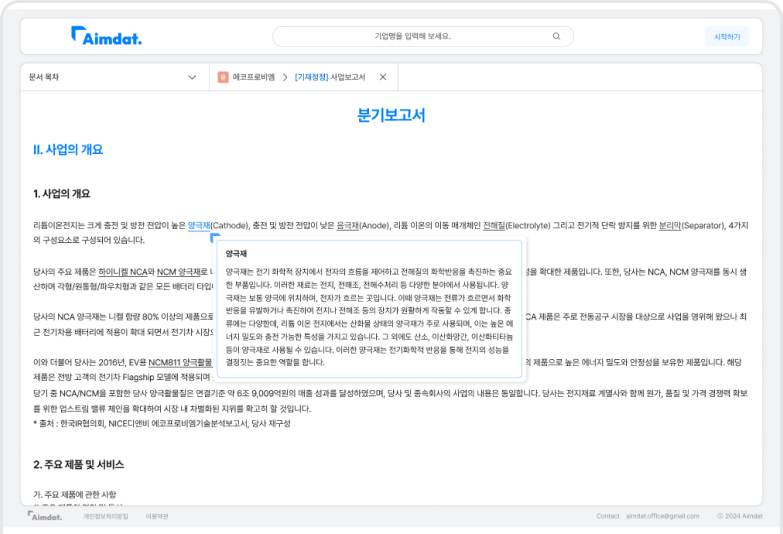 Aimdat.
기업명을 입력해 보세요.
시작하기
문서 목차
에코프로비엠 > [기재정정] 사업보고서 ×
분기보고서
II. 사업의 개요
1. 사업의 개요
리튬이온전지는 크게 충전 및 방전 전압이 높은 양극재(Cathode), 충전 및 방전 전압이 낮은 음극재(Anode), 리튬 이온의 이동 매개체인 전해질(Electrolyte) 그리고 전기적 단락 방지를 위한 분리막(Separator), 4가지
의 구성요소로 구성되어 있습니다.
양극재
양극재는 전기 화학적 장치에서 전자의 흐름을 제어하고 전해질의 화학반응을 촉진하는 중요
한 부품입니다. 이러한 재료는 전지, 전해조, 전해수처리 등 다양한 분야에서 사용됩니다. 양
극재는 보통 양극에 위치하며, 전자가 흐르는 곳입니다. 이때 양극재는 전류가 흐르면서 화학
반응을 유발하거나 촉진하여 전지나 전해조 등의 장치가 원활하게 작동할 수 있게 합니다. 종
류에는 다양한데, 리튬 이온 전지에서는 산화물 상태의 양극재가 주로 사용되며, 이는 높은 에
너지 밀도와 충전 가능한 특성을 가지고 있습니다. 그 외에도 산소, 이산화망간, 이산화티타늄
등이 양극재로 사용될 수 있습니다. 이러한 양극재는 전기화학적 반응을 통해 전지의 성능을
결정짓는 중요한 역할을 합니다.
당사의 주요 제품은 하이니켈 NCA와 NCM 양극재로 을 확대한 제품입니다. 또한, 당사는 NCA, NCM 양극재를 동시 생
산하며 각형/원통형/파우치형과 같은 모든 배터리 타입
당사의 NCA 양극재는 니켈 함량 80% 이상의 제품으로 CA 제품은 주로 전동공구 시장을 대상으로 사업을 영위해 왔으나 최
근 전기차용 배터리에 적용이 확대 되면서 전기차 시장
이와 더불어 당사는 2016년, EV용 NCM811 양극활물 의 제품으로 높은 에너지 밀도와 안정성을 보유한 제품입니다. 해당
제품은 전방 고객의 전기차 Flagship 모델에 적용되며
당기 중 NCA/NCM을 포함한 당사 양극활물질은 연결기준 약 6조 9,009억원의 매출 성과를 달성하였으며, 당사 및 종속회사의 사업의 내용은 동일합니다. 당사는 전지재료 계열사와 함께 원가, 품질 및 가격 경쟁력 확보
를 위한 업스트림 밸류 체인을 확대하여 시장 내 차별화된 지위를 확고히 할 것입니다.
* 출처 : 한국IR협의회, NICE디앤비 에코프로비엠기술분석보고서, 당사 재구성
2. 주요 제품 및 서비스
가. 주요 제품에 관한 사항
Aimdat. 개인정보처리방침 이용약관 Contact aimdat.office@gmail.com © 2024 Aimdat